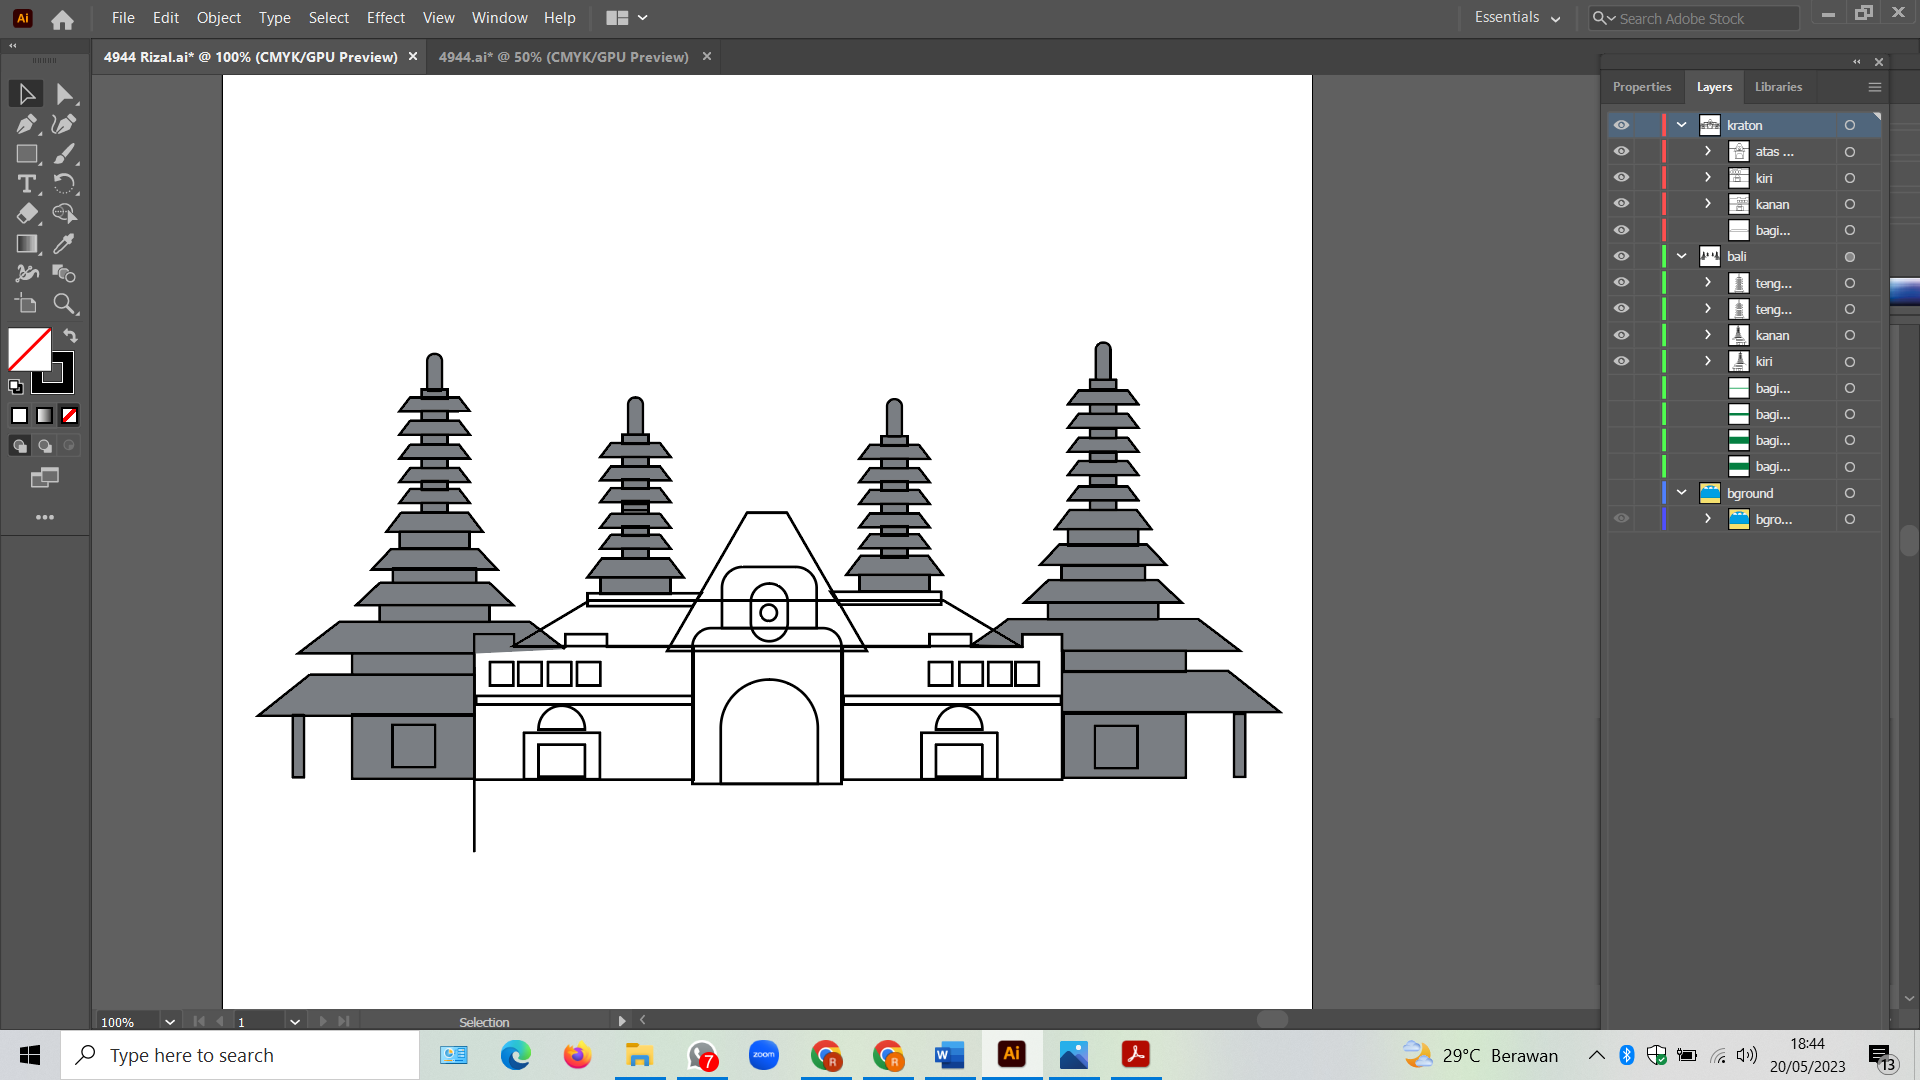 Ai File Edit Object Type Select Effect View Window Help Essentials Search Adobe Stock
4944 Rizal.ai* @ 100% (CMYK/GPU Preview) × 4944.ai* @ 50% (CMYK/GPU Preview) ×
Properties Layers Libraries
kraton
atas ...
kiri
kanan
bagi...
bali
teng...
teng...
kanan
kiri
bagi...
bagi...
bagi...
bagi...
bground
bgro...
100% 1 Selection
Type here to search
7
zoom
R
R
W
Ai
29°C Berawan
18:44
20/05/2023
13